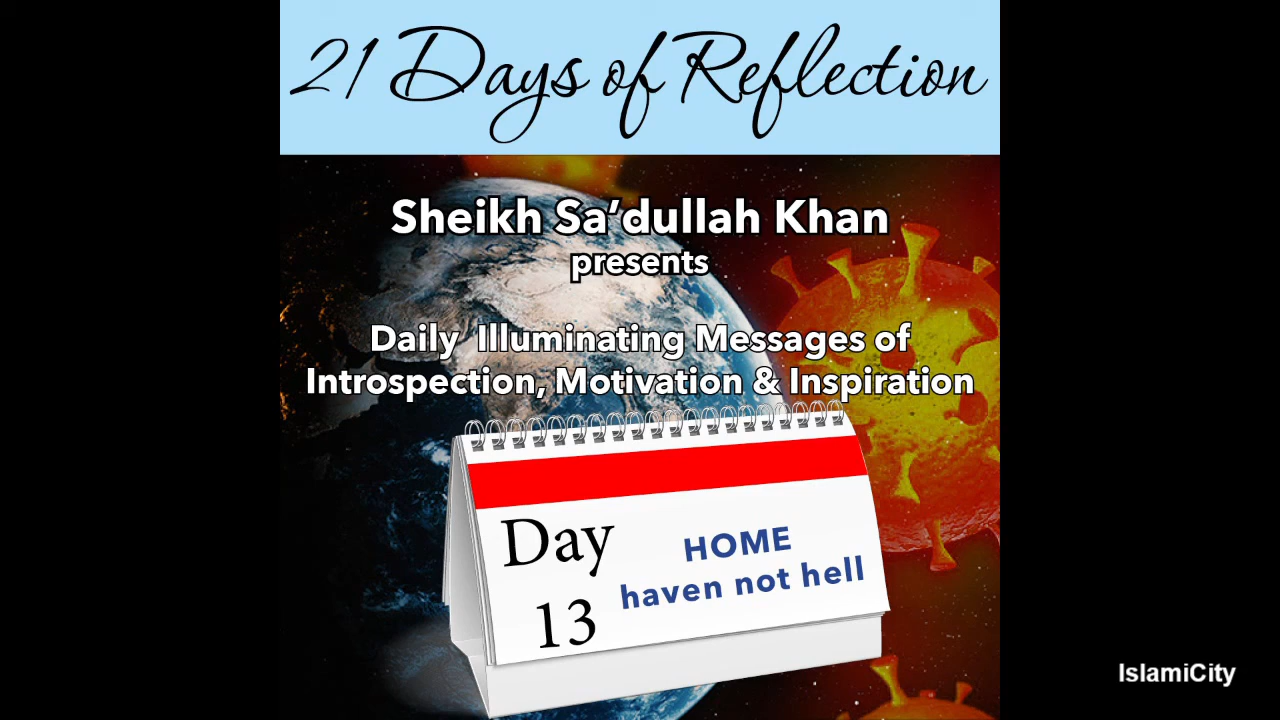 21 Days of Reflection
Sheikh Sa’dullah Khan
presents
Daily Illuminating Messages of
Introspection, Motivation & Inspiration
Day
13
HOME
haven not hell
IslamiCity